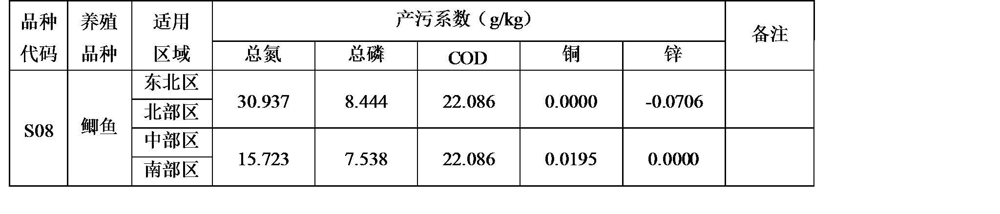 品种代码 养殖品种 适用区域 产污系数（g/kg） 备注
总氮 总磷 COD 铜 锌
S08 鲫鱼 东北区 30.937 8.444 22.086 0.0000 -0.0706
北部区
中部区 15.723 7.538 22.086 0.0195 0.0000
南部区